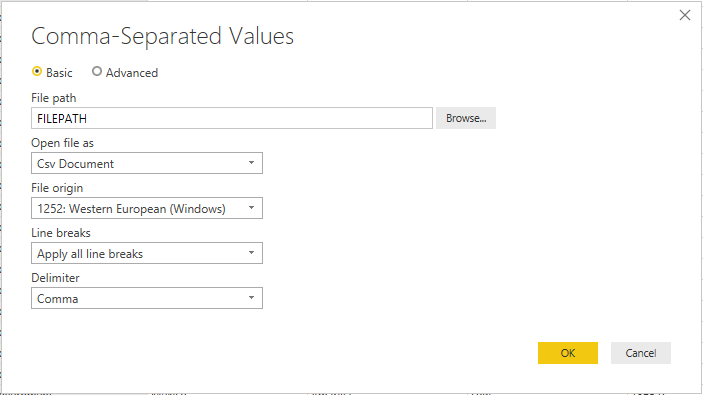 Comma-Separated Values
Basic Advanced
File path
FILEPATH Browse...
Open file as
Csv Document
File origin
1252: Western European (Windows)
Line breaks
Apply all line breaks
Delimiter
Comma
OK Cancel